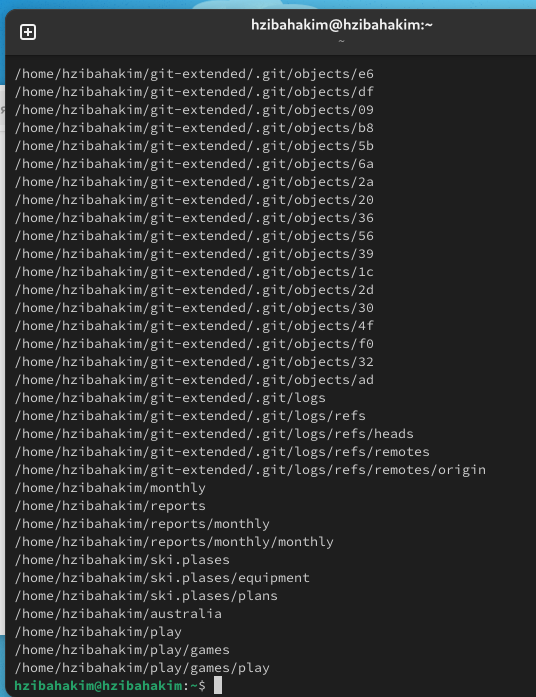 hzibahakim@hzibahakim:~
~
/home/hzibahakim/git-extended/.git/objects/e6
/home/hzibahakim/git-extended/.git/objects/df
/home/hzibahakim/git-extended/.git/objects/09
/home/hzibahakim/git-extended/.git/objects/b8
/home/hzibahakim/git-extended/.git/objects/5b
/home/hzibahakim/git-extended/.git/objects/6a
/home/hzibahakim/git-extended/.git/objects/2a
/home/hzibahakim/git-extended/.git/objects/20
/home/hzibahakim/git-extended/.git/objects/36
/home/hzibahakim/git-extended/.git/objects/56
/home/hzibahakim/git-extended/.git/objects/39
/home/hzibahakim/git-extended/.git/objects/1c
/home/hzibahakim/git-extended/.git/objects/2d
/home/hzibahakim/git-extended/.git/objects/30
/home/hzibahakim/git-extended/.git/objects/4f
/home/hzibahakim/git-extended/.git/objects/f0
/home/hzibahakim/git-extended/.git/objects/32
/home/hzibahakim/git-extended/.git/objects/ad
/home/hzibahakim/git-extended/.git/logs
/home/hzibahakim/git-extended/.git/logs/refs
/home/hzibahakim/git-extended/.git/logs/refs/heads
/home/hzibahakim/git-extended/.git/logs/refs/remotes
/home/hzibahakim/git-extended/.git/logs/refs/remotes/origin
/home/hzibahakim/monthly
/home/hzibahakim/reports
/home/hzibahakim/reports/monthly
/home/hzibahakim/reports/monthly/monthly
/home/hzibahakim/ski.plases
/home/hzibahakim/ski.plases/equipment
/home/hzibahakim/ski.plases/plans
/home/hzibahakim/australia
/home/hzibahakim/play
/home/hzibahakim/play/games
/home/hzibahakim/play/games/play
hzibahakim@hzibahakim:~$